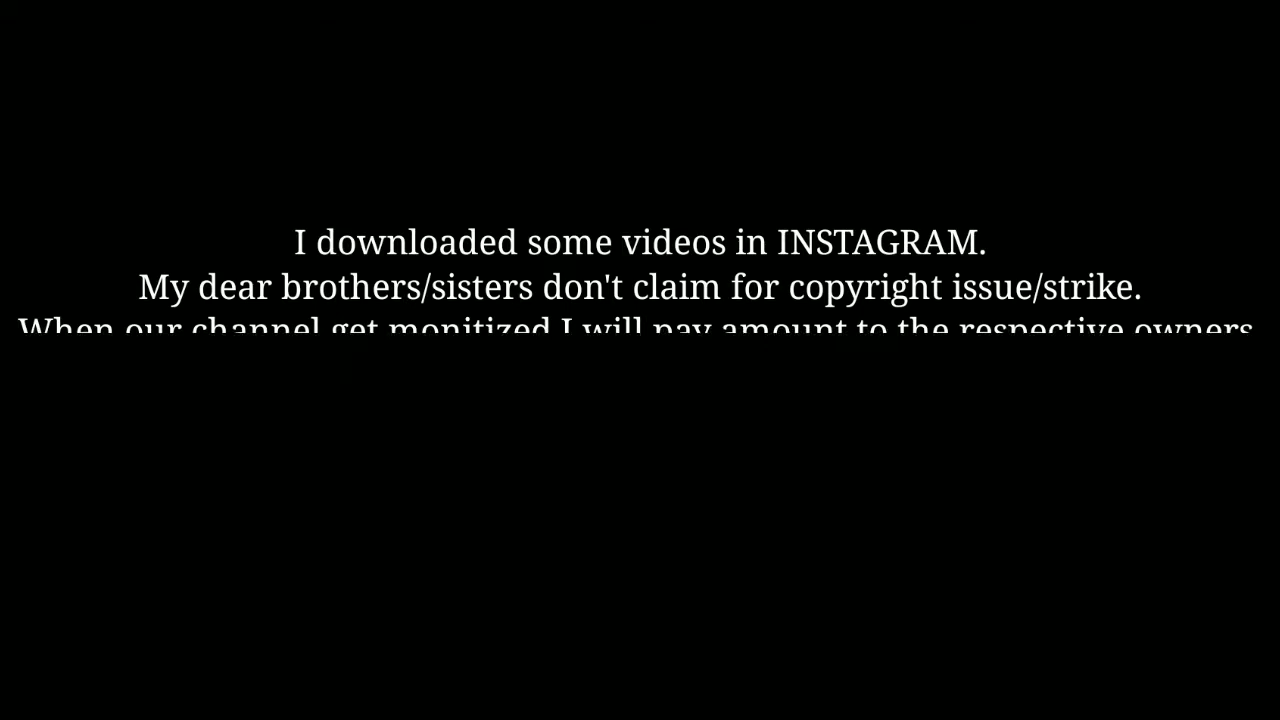 I downloaded some videos in INSTAGRAM.
My dear brothers/sisters don't claim for copyright issue/strike.
When our channel get monitized I will pay amount to the respective owners